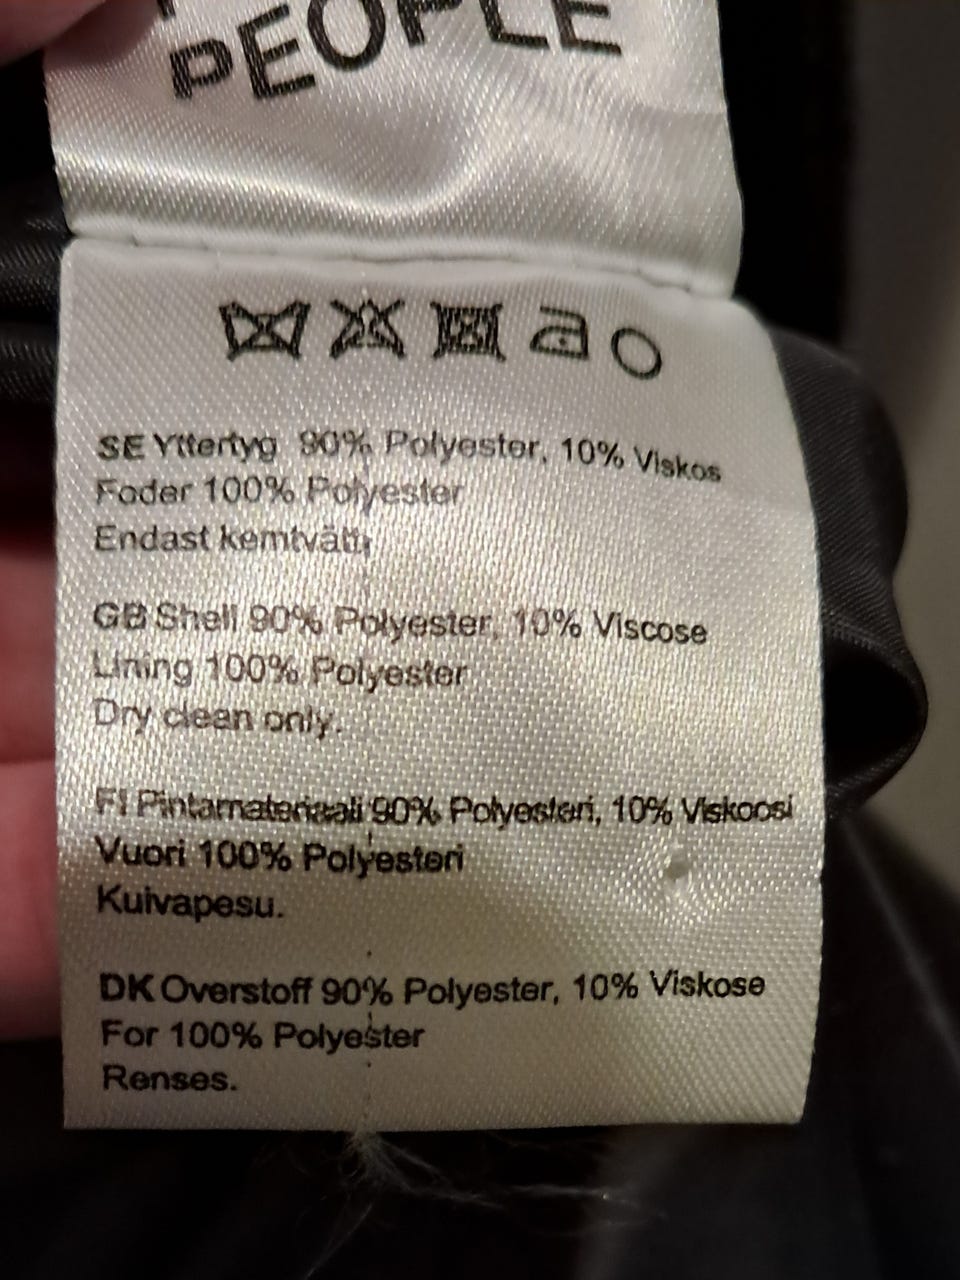 PEOPLE
SE Yttertyg 90% Polyester, 10% Viskos
Foder 100% Polyester
Endast kemtvätt.
GB Shell 90% Polyester, 10% Viscose
Lining 100% Polyester
Dry clean only.
FI Pintamateriaali 90% Polyesteri, 10% Viskoosi
Vuori 100% Polyesteri
Kuivapesu.
DK Overstoff 90% Polyester, 10% Viskose
For 100% Polyester
Renses.